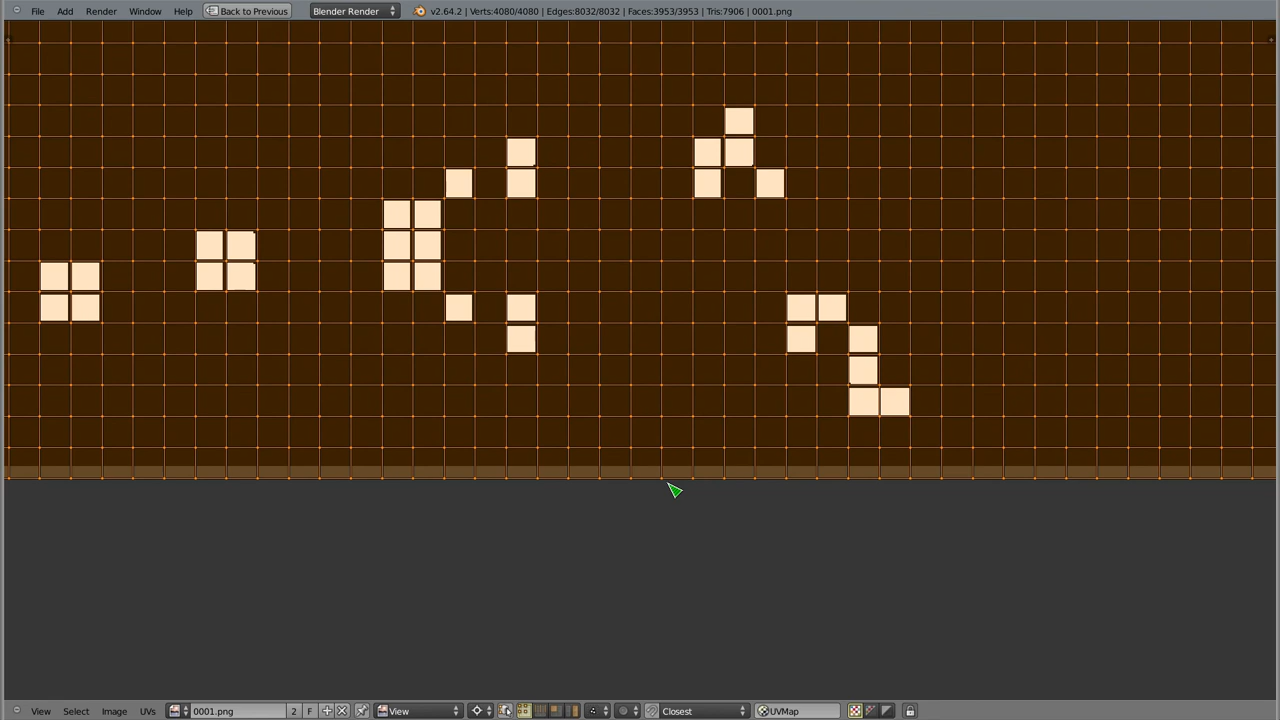 File Add Render Window Help Back to Previous Blender Render v2.64.2 | Verts:4080/4080 | Edges:8032/8032 | Faces:3953/3953 | Tris:7906 | 0001.png
View Select Image UVs 0001.png 2 F View Closest UVMap